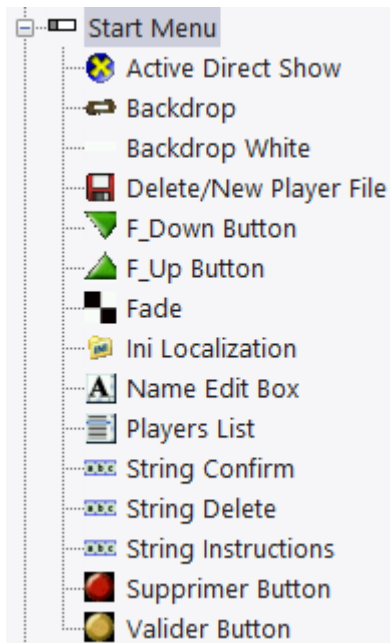 Start Menu
Active Direct Show
Backdrop
Backdrop White
Delete/New Player File
F_Down Button
F_Up Button
Fade
Ini Localization
Name Edit Box
Players List
String Confirm
String Delete
String Instructions
Supprimer Button
Valider Button